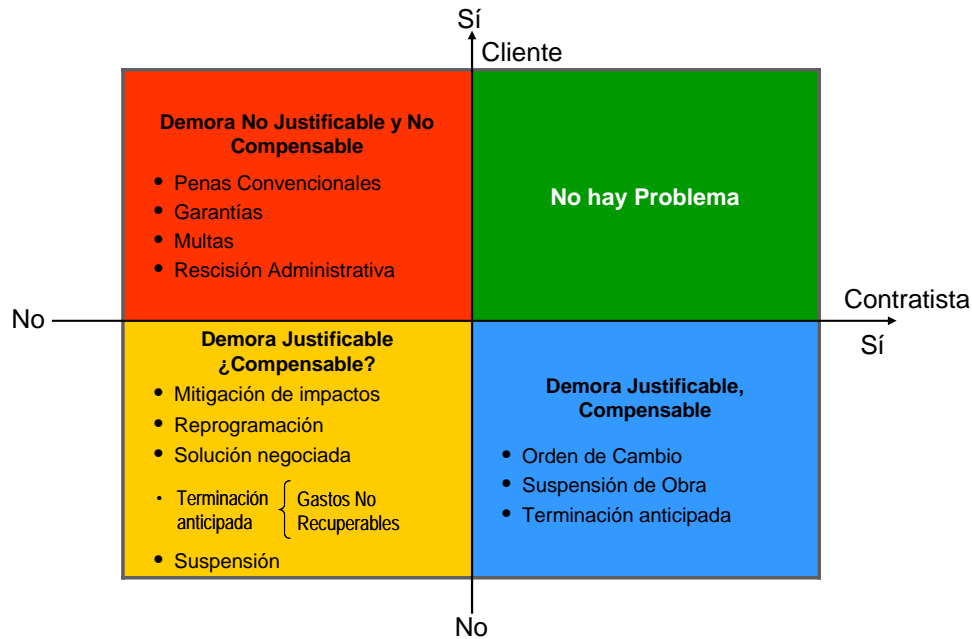 Sí
Cliente
Demora No Justificable y No
Compensable
• Penas Convencionales
• Garantías
• Multas
• Rescisión Administrativa
No hay Problema
No
Contratista
Sí
Demora Justificable
¿Compensable?
• Mitigación de impactos
• Reprogramación
• Solución negociada
• Terminación
anticipada
Gastos No
Recuperables
• Suspensión
Demora Justificable,
Compensable
• Orden de Cambio
• Suspensión de Obra
• Terminación anticipada
No